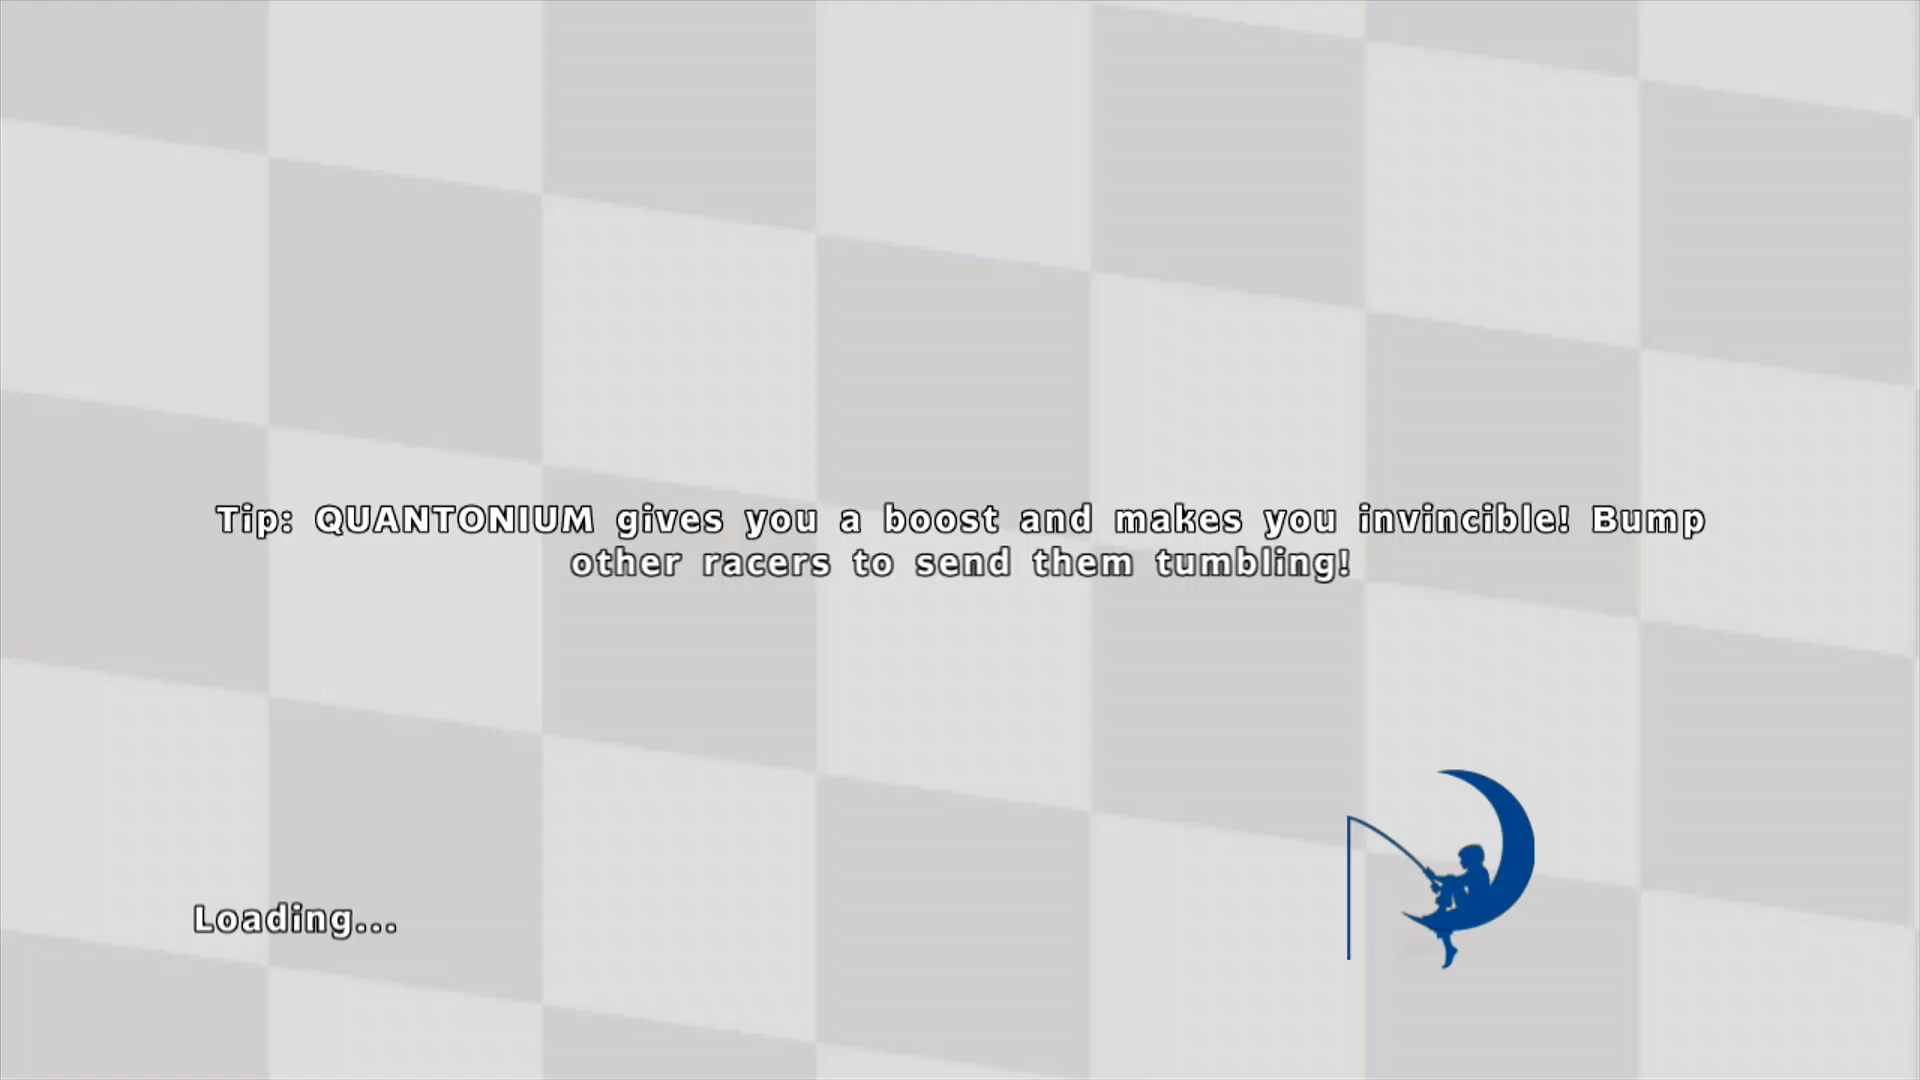 Tip: QUANTONIUM gives you a boost and makes you invincible! Bump
other racers to send them tumbling!
Loading...